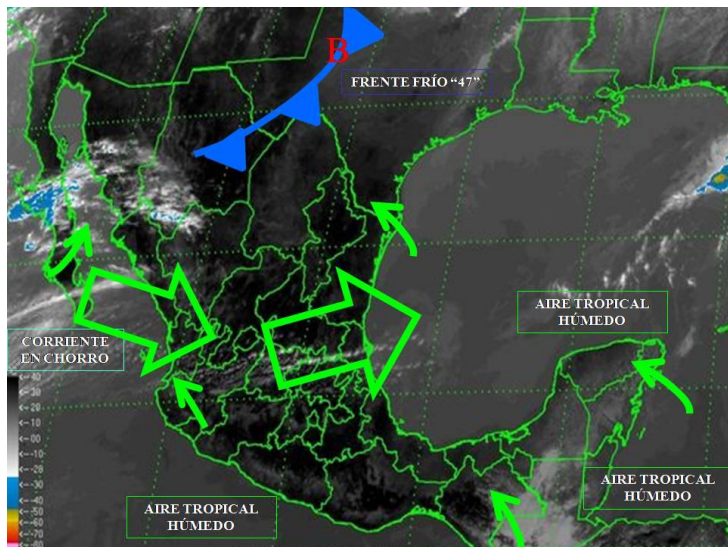 B
FRENTE FRÍO “47”
AIRE TROPICAL
HÚMEDO
CORRIENTE
EN CHORRO
AIRE TROPICAL
HÚMEDO
AIRE TROPICAL
HÚMEDO